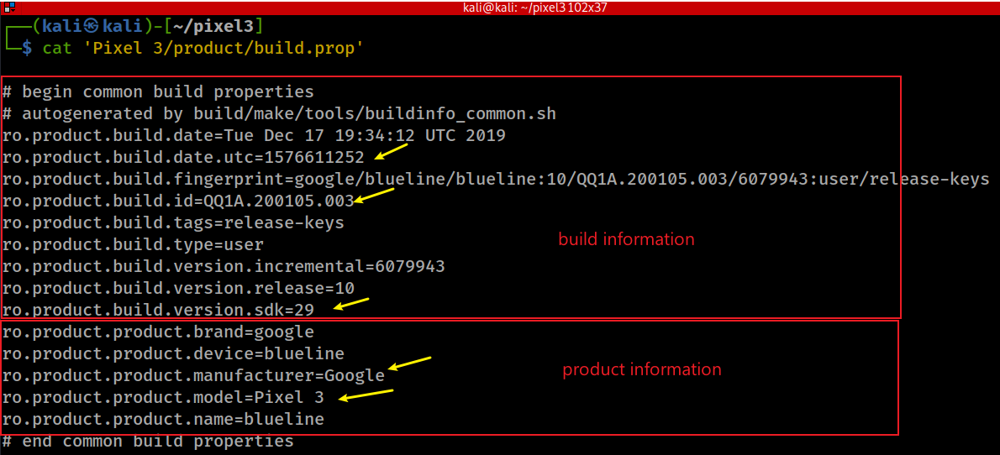 kali@kali: ~/pixel3 102x37
┌──(kali㉿kali)-[~/pixel3]
└─$ cat 'Pixel 3/product/build.prop'
# begin common build properties
# autogenerated by build/make/tools/buildinfo_common.sh
ro.product.build.date=Tue Dec 17 19:34:12 UTC 2019
ro.product.build.date.utc=1576611252
ro.product.build.fingerprint=google/blueline/blueline:10/QQ1A.200105.003/6079943:user/release-keys
ro.product.build.id=QQ1A.200105.003
ro.product.build.tags=release-keys
build information
ro.product.build.type=user
ro.product.build.version.incremental=6079943
ro.product.build.version.release=10
ro.product.build.version.sdk=29
ro.product.product.brand=google
ro.product.product.device=blueline
product information
ro.product.product.manufacturer=Google
ro.product.product.model=Pixel 3
ro.product.product.name=blueline
# end common build properties